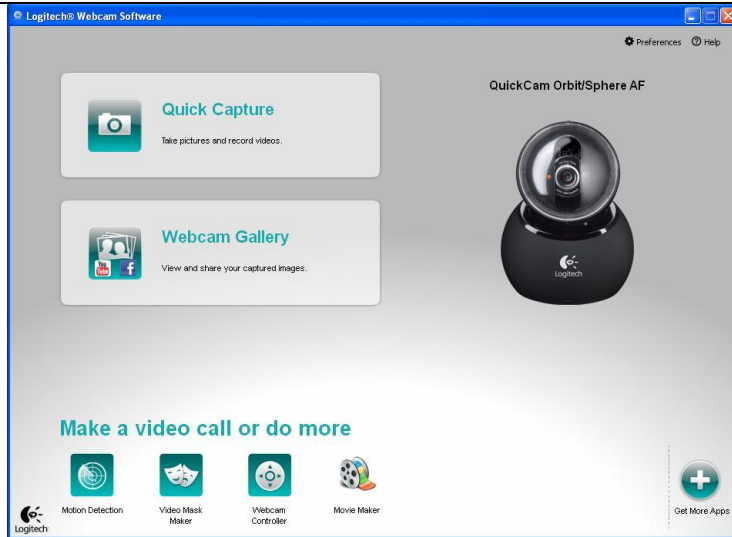 Logitech® Webcam Software
Preferences Help
Quick Capture
Take pictures and record videos.
QuickCam Orbit/Sphere AF
Webcam Gallery
View and share your captured images.
You
Tube
f
Logitech
Make a video call or do more
Motion Detection
Video Mask
Maker
Webcam
Controller
Movie Maker
Get More Apps
Logitech